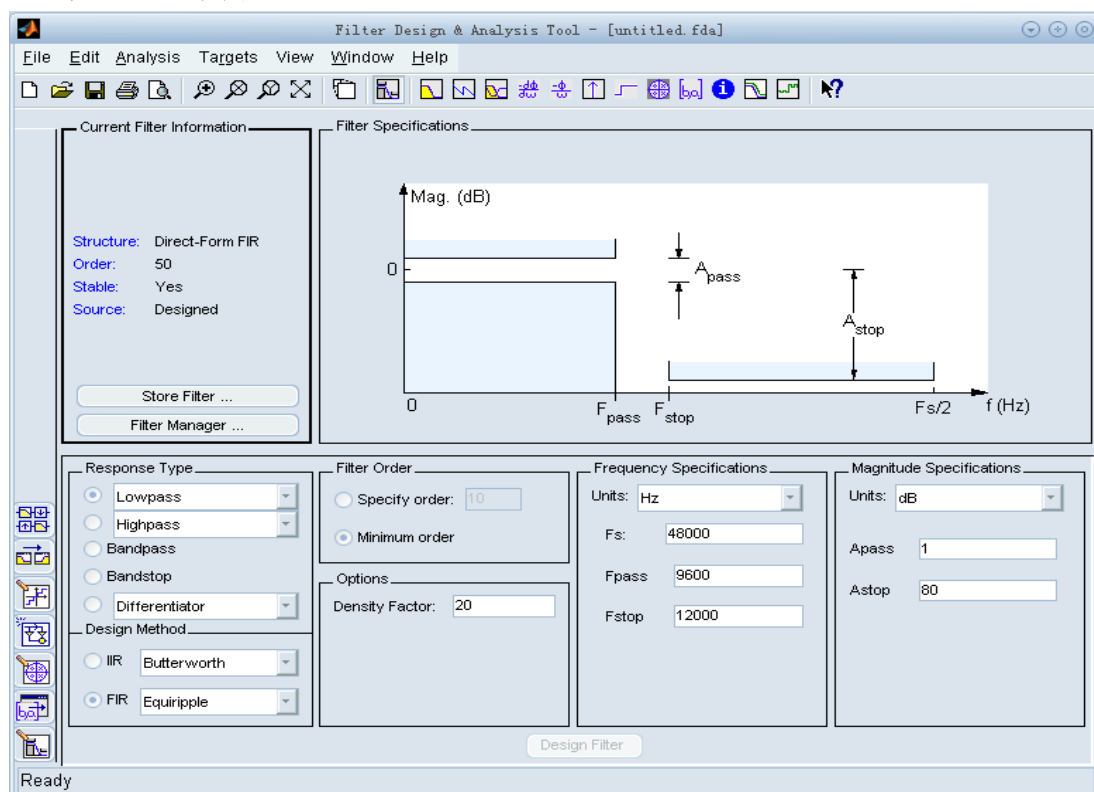 Filter Design & Analysis Tool - [untitled.fda]
File Edit Analysis Targets View Window Help
Current Filter Information
Structure: Direct-Form FIR
Order: 50
Stable: Yes
Source: Designed
Store Filter ...
Filter Manager ...
Filter Specifications
Mag. (dB)
0
Apass
Astop
0
Fpass
Fstop
Fs/2
f (Hz)
Response Type
Lowpass
Highpass
Bandpass
Bandstop
Differentiator
Design Method
IIR Butterworth
FIR Equiripple
Filter Order
Specify order: 10
Minimum order
Options
Density Factor: 20
Frequency Specifications
Units: Hz
Fs: 48000
Fpass 9600
Fstop 12000
Magnitude Specifications
Units: dB
Apass 1
Astop 80
Design Filter
Ready